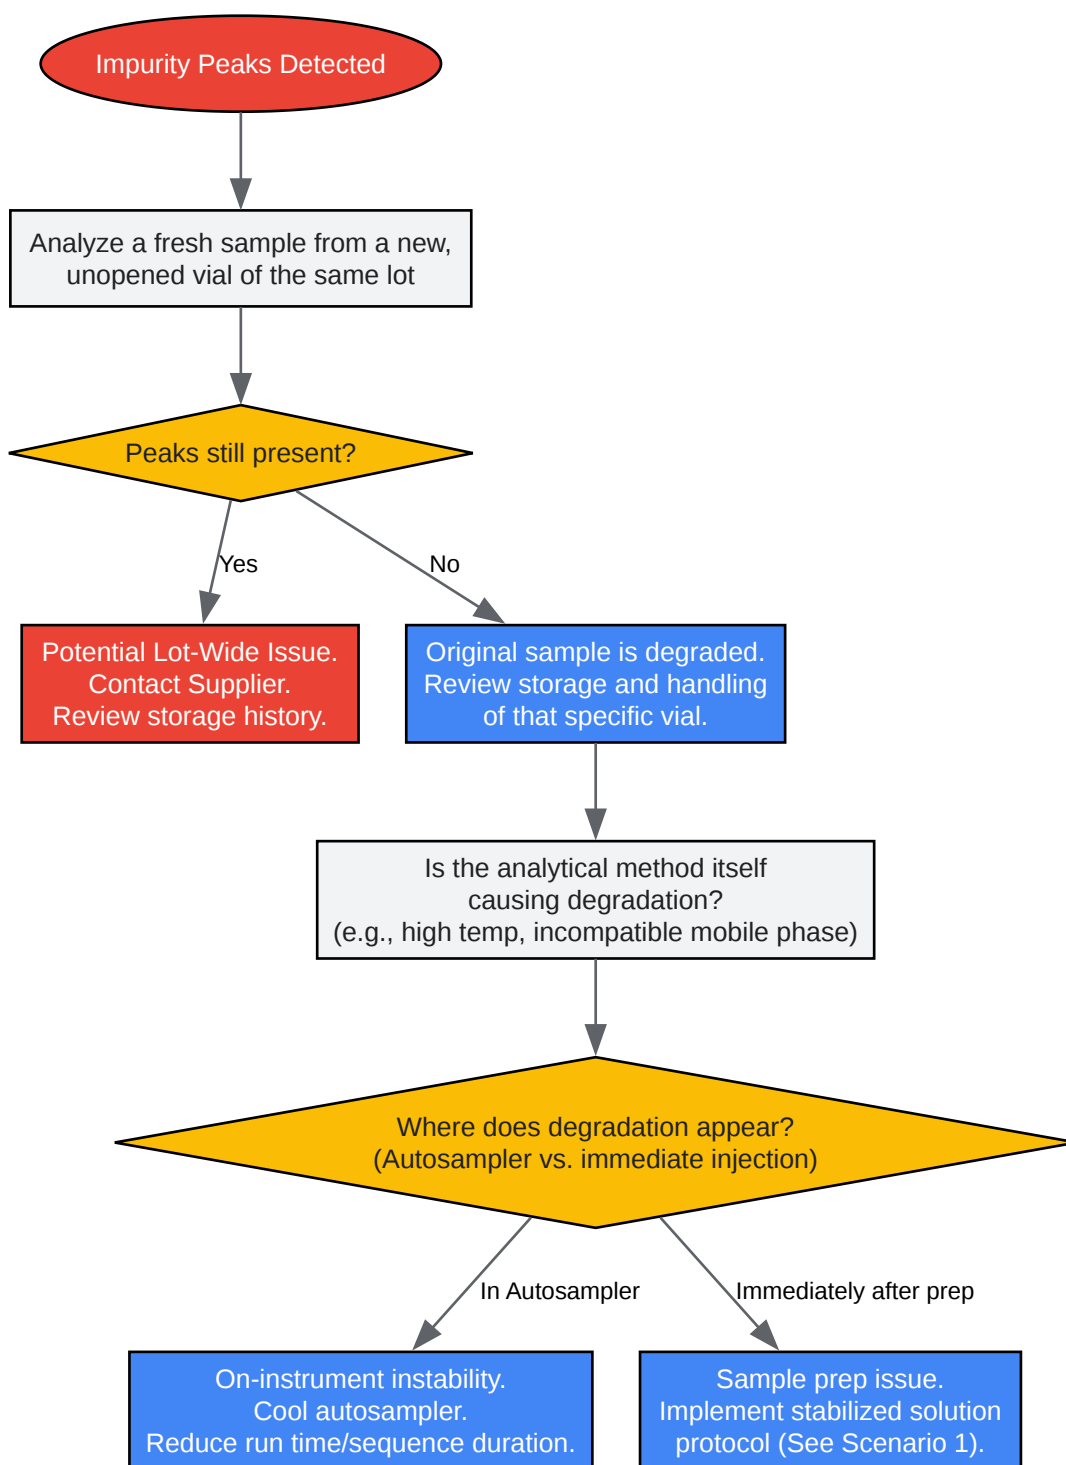 Impurity Peaks Detected
Analyze a fresh sample from a new,
unopened vial of the same lot
Peaks still present?
Yes
No
Potential Lot-Wide Issue.
Contact Supplier.
Review storage history.
Original sample is degraded.
Review storage and handling
of that specific vial.
Is the analytical method itself
causing degradation?
(e.g., high temp, incompatible mobile phase)
Where does degradation appear?
(Autosampler vs. immediate injection)
In Autosampler
Immediately after prep
On-instrument instability.
Cool autosampler.
Reduce run time/sequence duration.
Sample prep issue.
Implement stabilized solution
protocol (See Scenario 1).